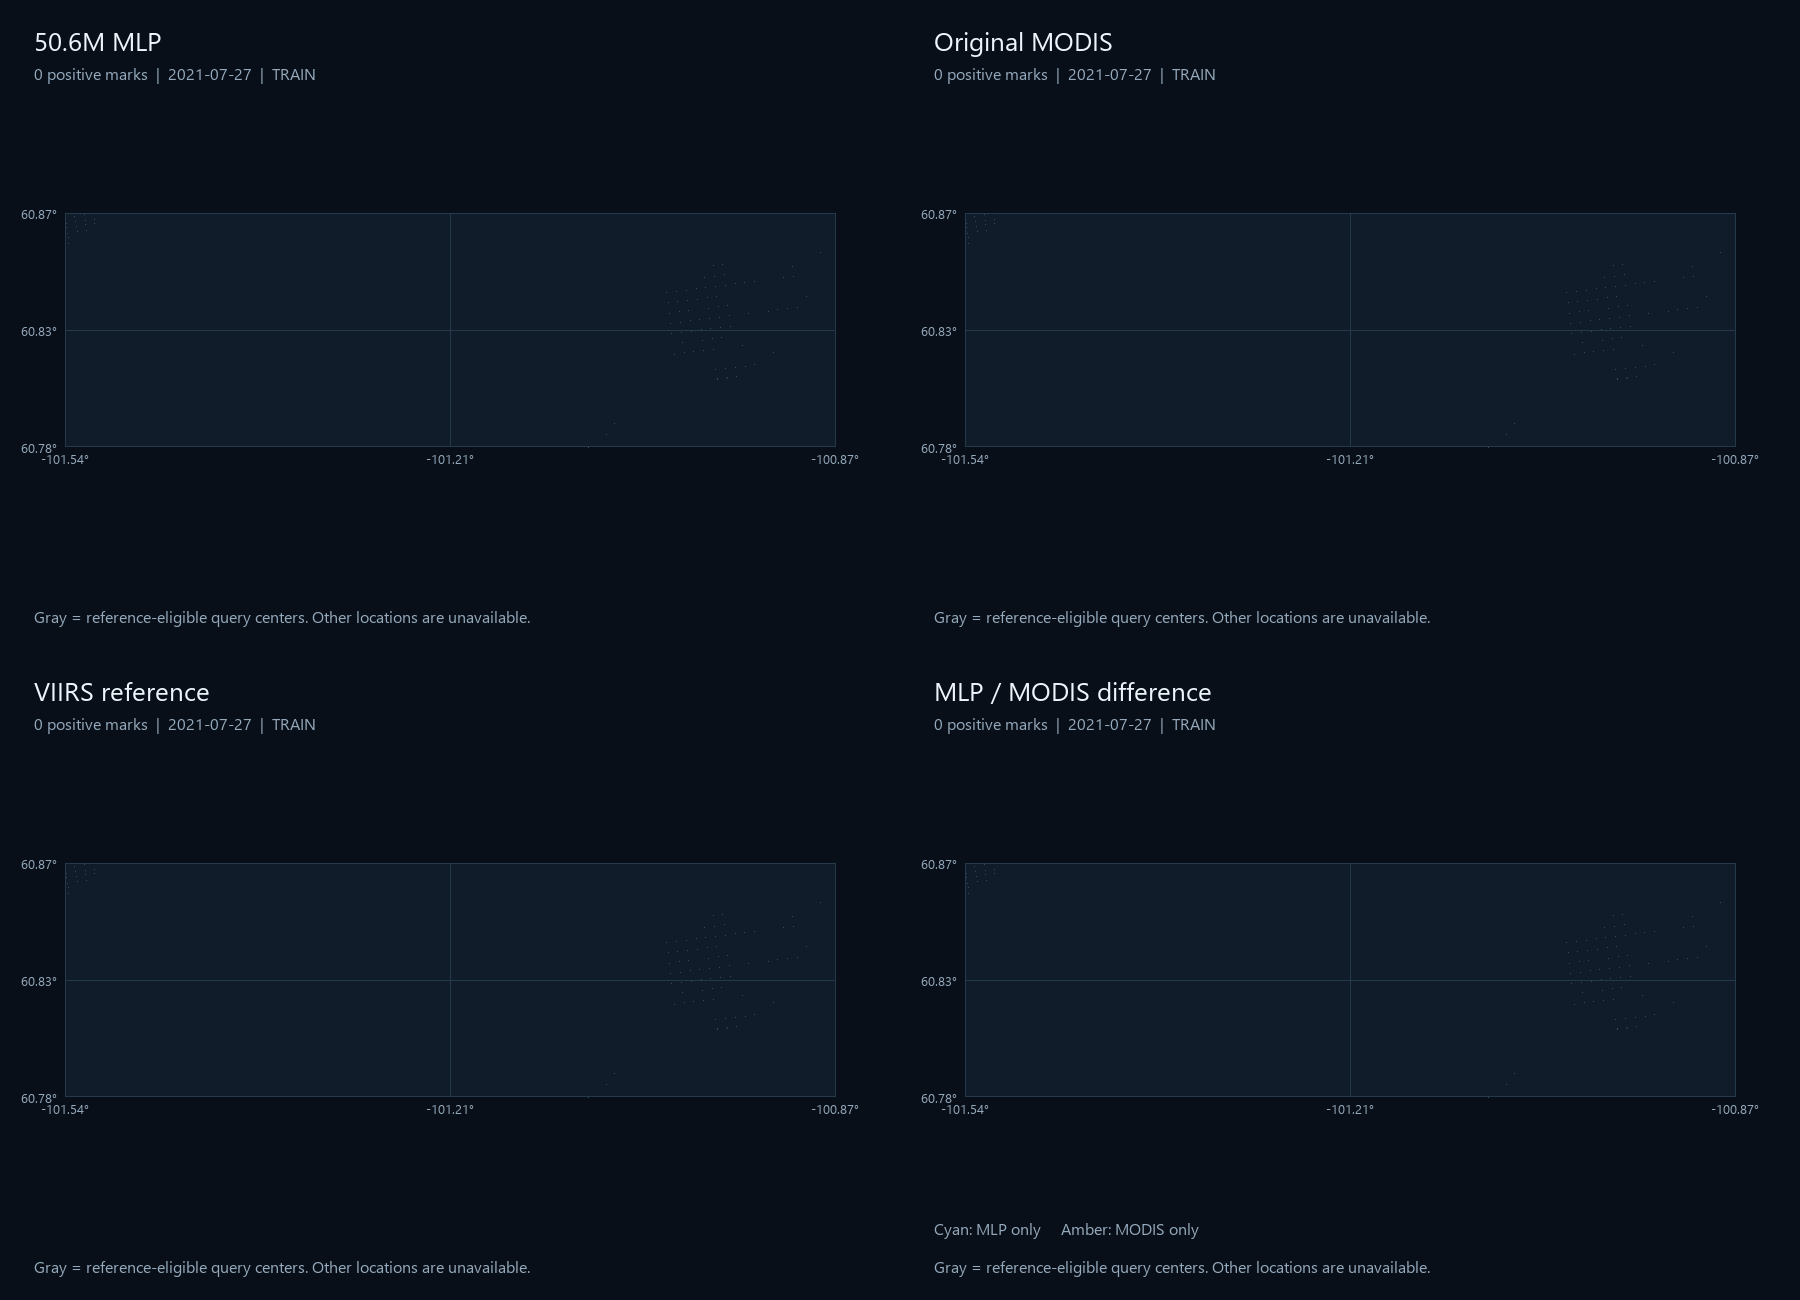 50.6M MLP
0 positive marks | 2021-07-27 | TRAIN
60.87°
60.83°
60.78°
-101.54°
-101.21°
-100.87°
Gray = reference-eligible query centers. Other locations are unavailable.
Original MODIS
0 positive marks | 2021-07-27 | TRAIN
60.87°
60.83°
60.78°
-101.54°
-101.21°
-100.87°
Gray = reference-eligible query centers. Other locations are unavailable.
VIIRS reference
0 positive marks | 2021-07-27 | TRAIN
60.87°
60.83°
60.78°
-101.54°
-101.21°
-100.87°
Gray = reference-eligible query centers. Other locations are unavailable.
MLP / MODIS difference
0 positive marks | 2021-07-27 | TRAIN
60.87°
60.83°
60.78°
-101.54°
-101.21°
-100.87°
Cyan: MLP only Amber: MODIS only
Gray = reference-eligible query centers. Other locations are unavailable.